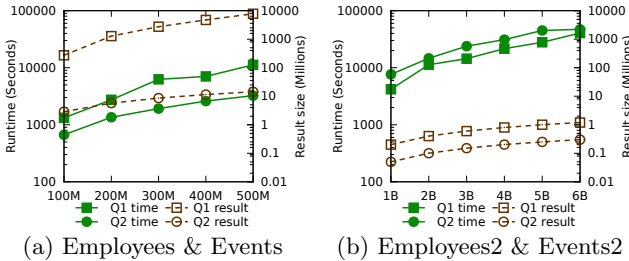 Runtime (Seconds)
100000
10000
1000
100
100M 200M 300M 400M 500M
10000
1000
100
10
1
0.1
0.01
Result size (Millions)
Q1 time
Q1 result
Q2 time
Q2 result
(a) Employees & Events
Runtime (Seconds)
100000
10000
1000
100
1B 2B 3B 4B 5B 6B
10000
1000
100
10
1
0.1
0.01
Result size (Millions)
Q1 time
Q1 result
Q2 time
Q2 result
(b) Employees2 & Events2